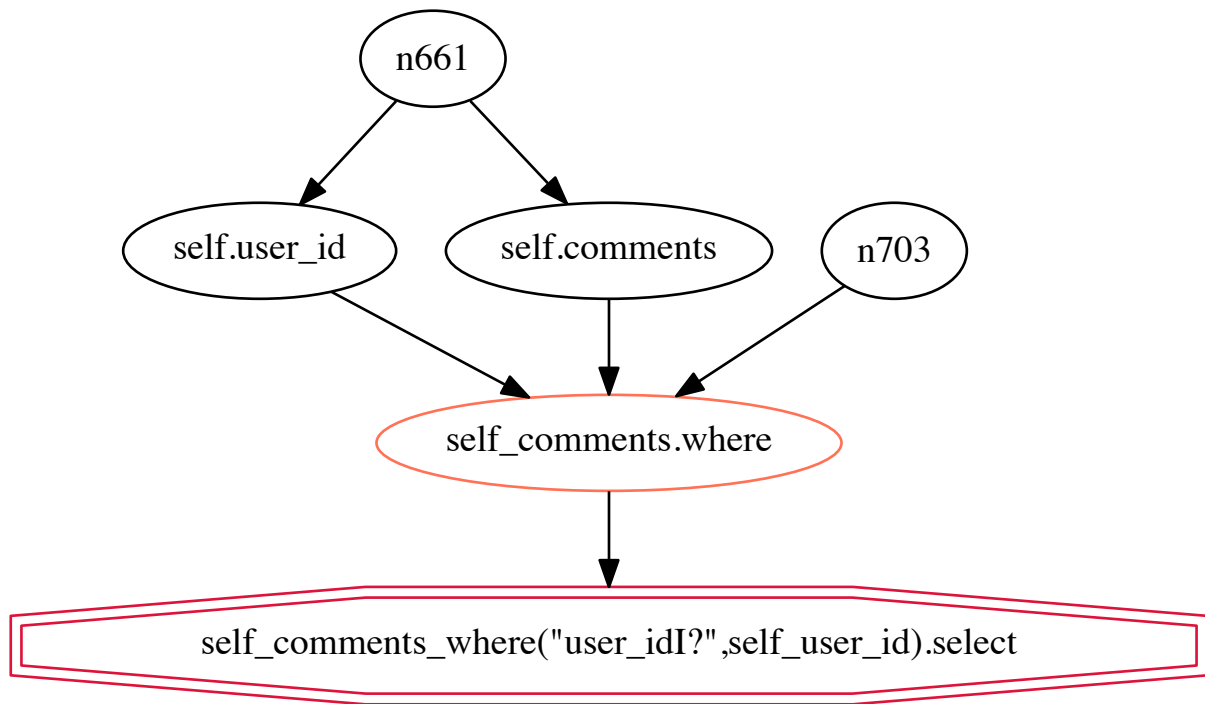 n661
self.user_id
self.comments
n703
self_comments.where
self_comments_where("user_idI?",self_user_id).select